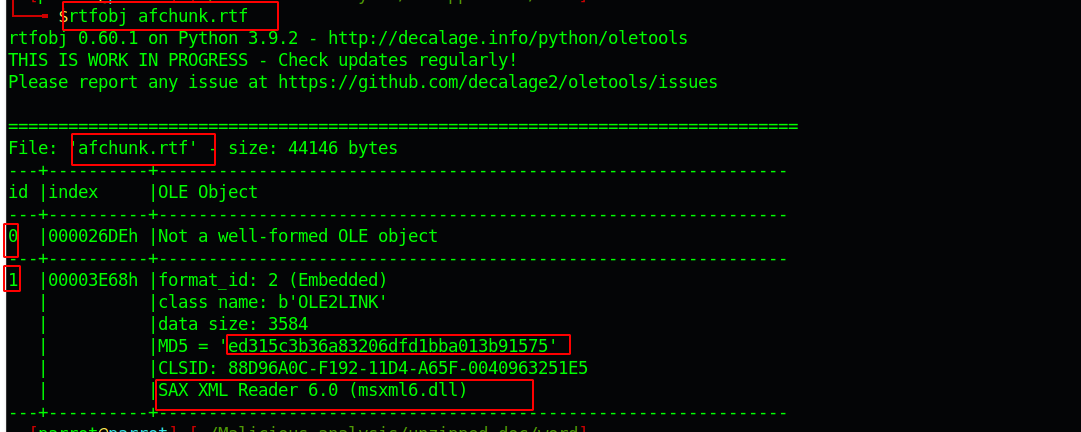 $rtfobj afchunk.rtf
rtfobj 0.60.1 on Python 3.9.2 - http://decalage.info/python/oletools
THIS IS WORK IN PROGRESS - Check updates regularly!
Please report any issue at https://github.com/decalage2/oletools/issues
===============================================================================
File: 'afchunk.rtf' - size: 44146 bytes
---+----------+---------------------------------------------------------------
id |index     |OLE Object
---+----------+---------------------------------------------------------------
0  |000026DEh |Not a well-formed OLE object
---+----------+---------------------------------------------------------------
1  |00003E68h |format_id: 2 (Embedded)
   |          |class name: b'OLE2LINK'
   |          |data size: 3584
   |          |MD5 = 'ed315c3b36a83206dfd1bba013b91575'
   |          |CLSID: 88D96A0C-F192-11D4-A65F-0040963251E5
   |          |SAX XML Reader 6.0 (msxml6.dll)
---+----------+---------------------------------------------------------------